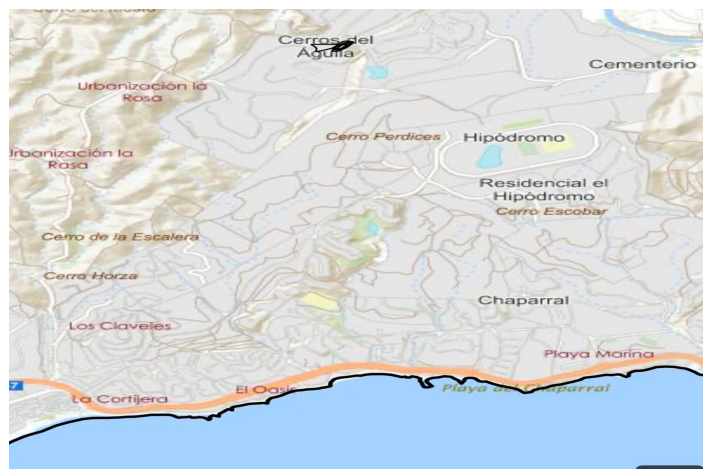 Cerros del
Águila
Cementerio
Urbanización la
Rosa
Cerro Perdices
Hipódromo
Urbanización la
Rosa
Residencial el
Hipódromo
Cerro Escobar
Cerro de la Escalera
Cerro Horza
Chaparral
Los Claveles
Playa Marina
7
El Oasis
Playa del Chaparral
La Cortijera